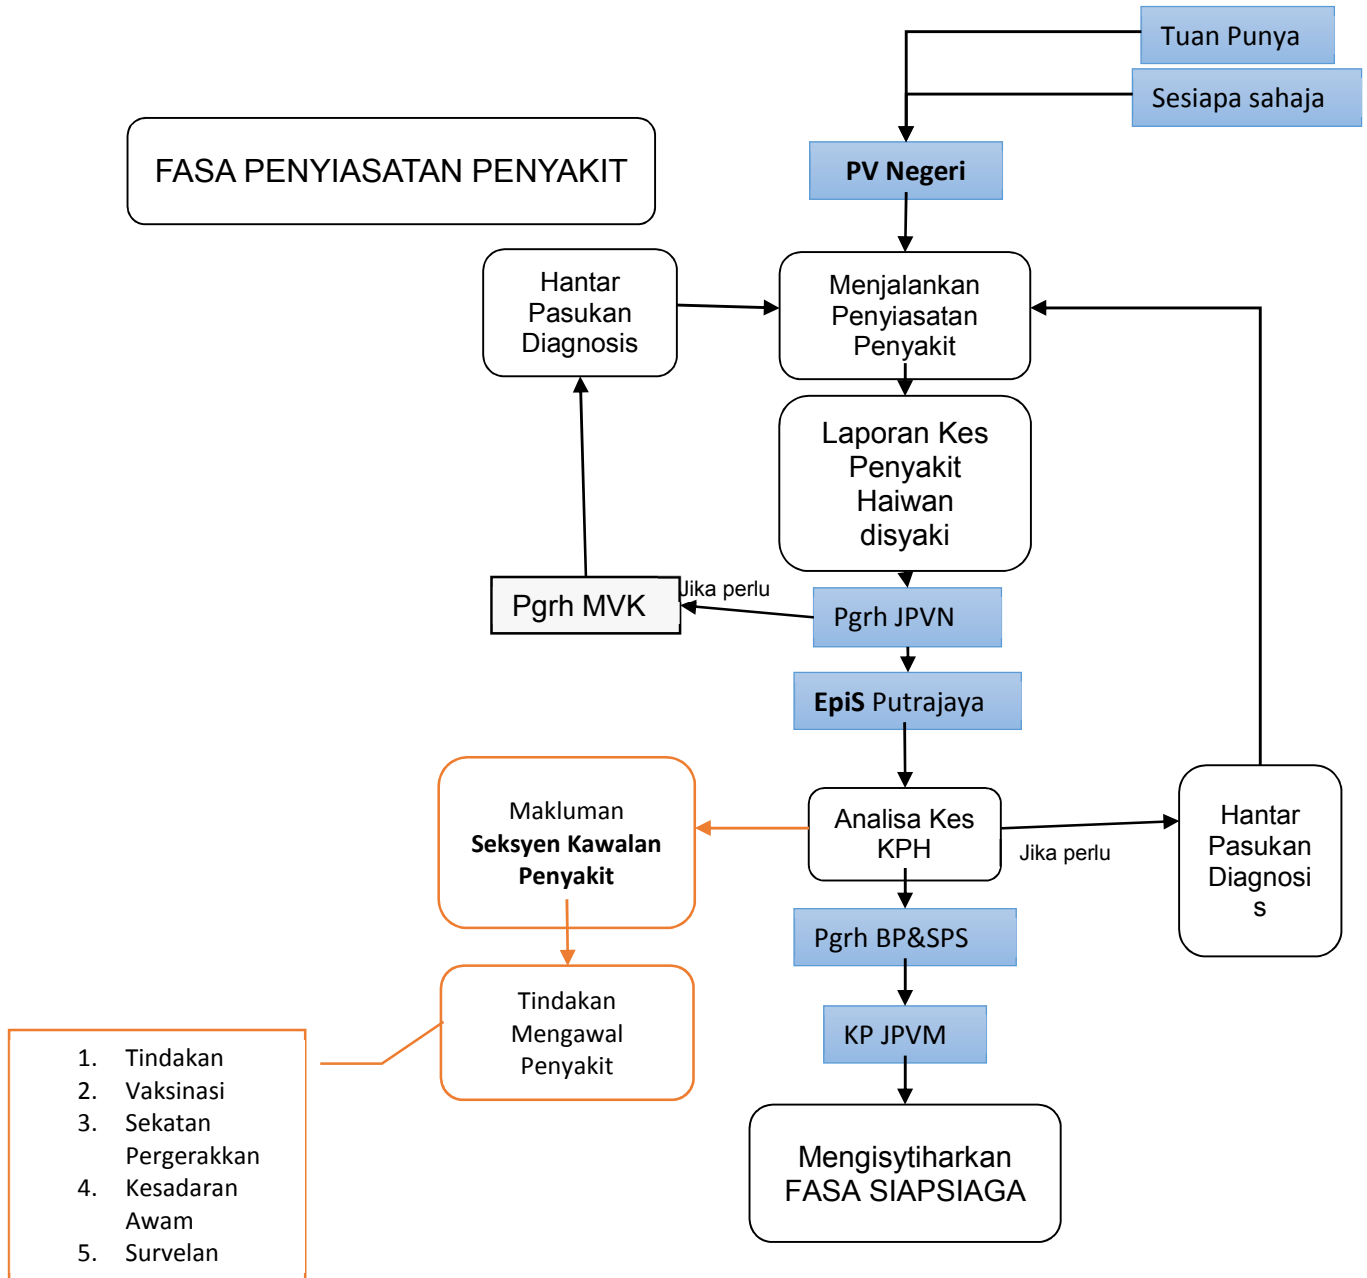 Tuan Punya
Sesiapa sahaja
FASA PENYIASATAN PENYAKIT
PV Negeri
Hantar
Pasukan
Diagnosis
Menjalankan
Penyiasatan
Penyakit
Laporan Kes
Penyakit
Haiwan
disyaki
Pgrh MVK
Jika perlu
Pgrh JPVN
EpiS Putrajaya
Makluman
Seksyen Kawalan
Penyakit
Analisa Kes
KPH
Jika perlu
Hantar
Pasukan
Diagnosi
s
Pgrh BP&SPS
Tindakan
Mengawal
Penyakit
KP JPVM
1. Tindakan
2. Vaksinasi
3. Sekatan
Pergerakkan
4. Kesadaran
Awam
5. Survelan
Mengisytiharkan
FASA SIAPSIAGA